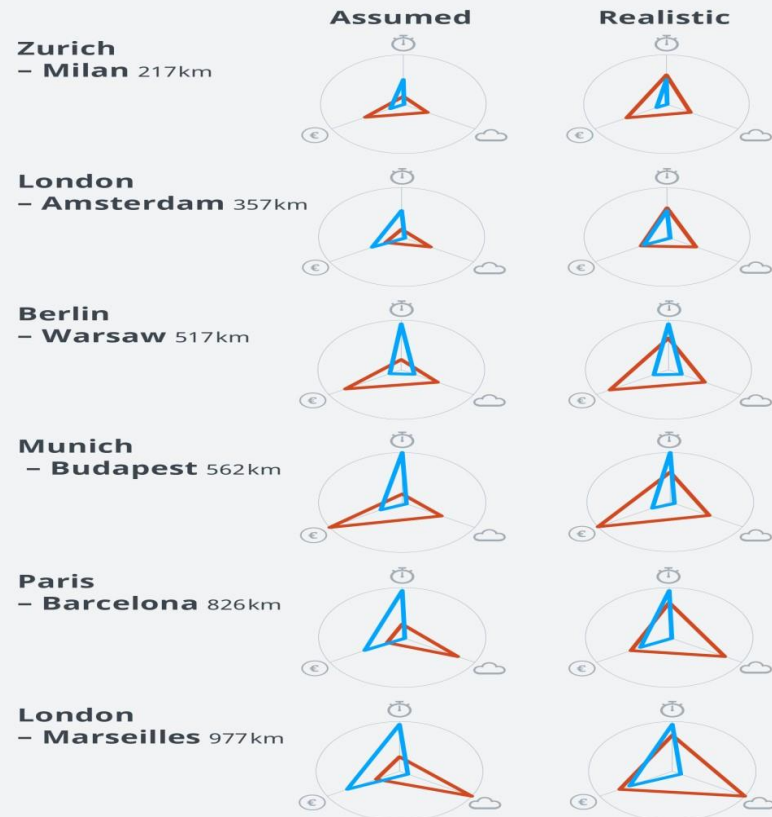 Assumed Realistic
Zurich
– Milan 217km
€ €
London
– Amsterdam 357km
€ €
Berlin
– Warsaw 517km
€ €
Munich
– Budapest 562km
€ €
Paris
– Barcelona 826km
€ €
London
– Marseilles 977km
€ €